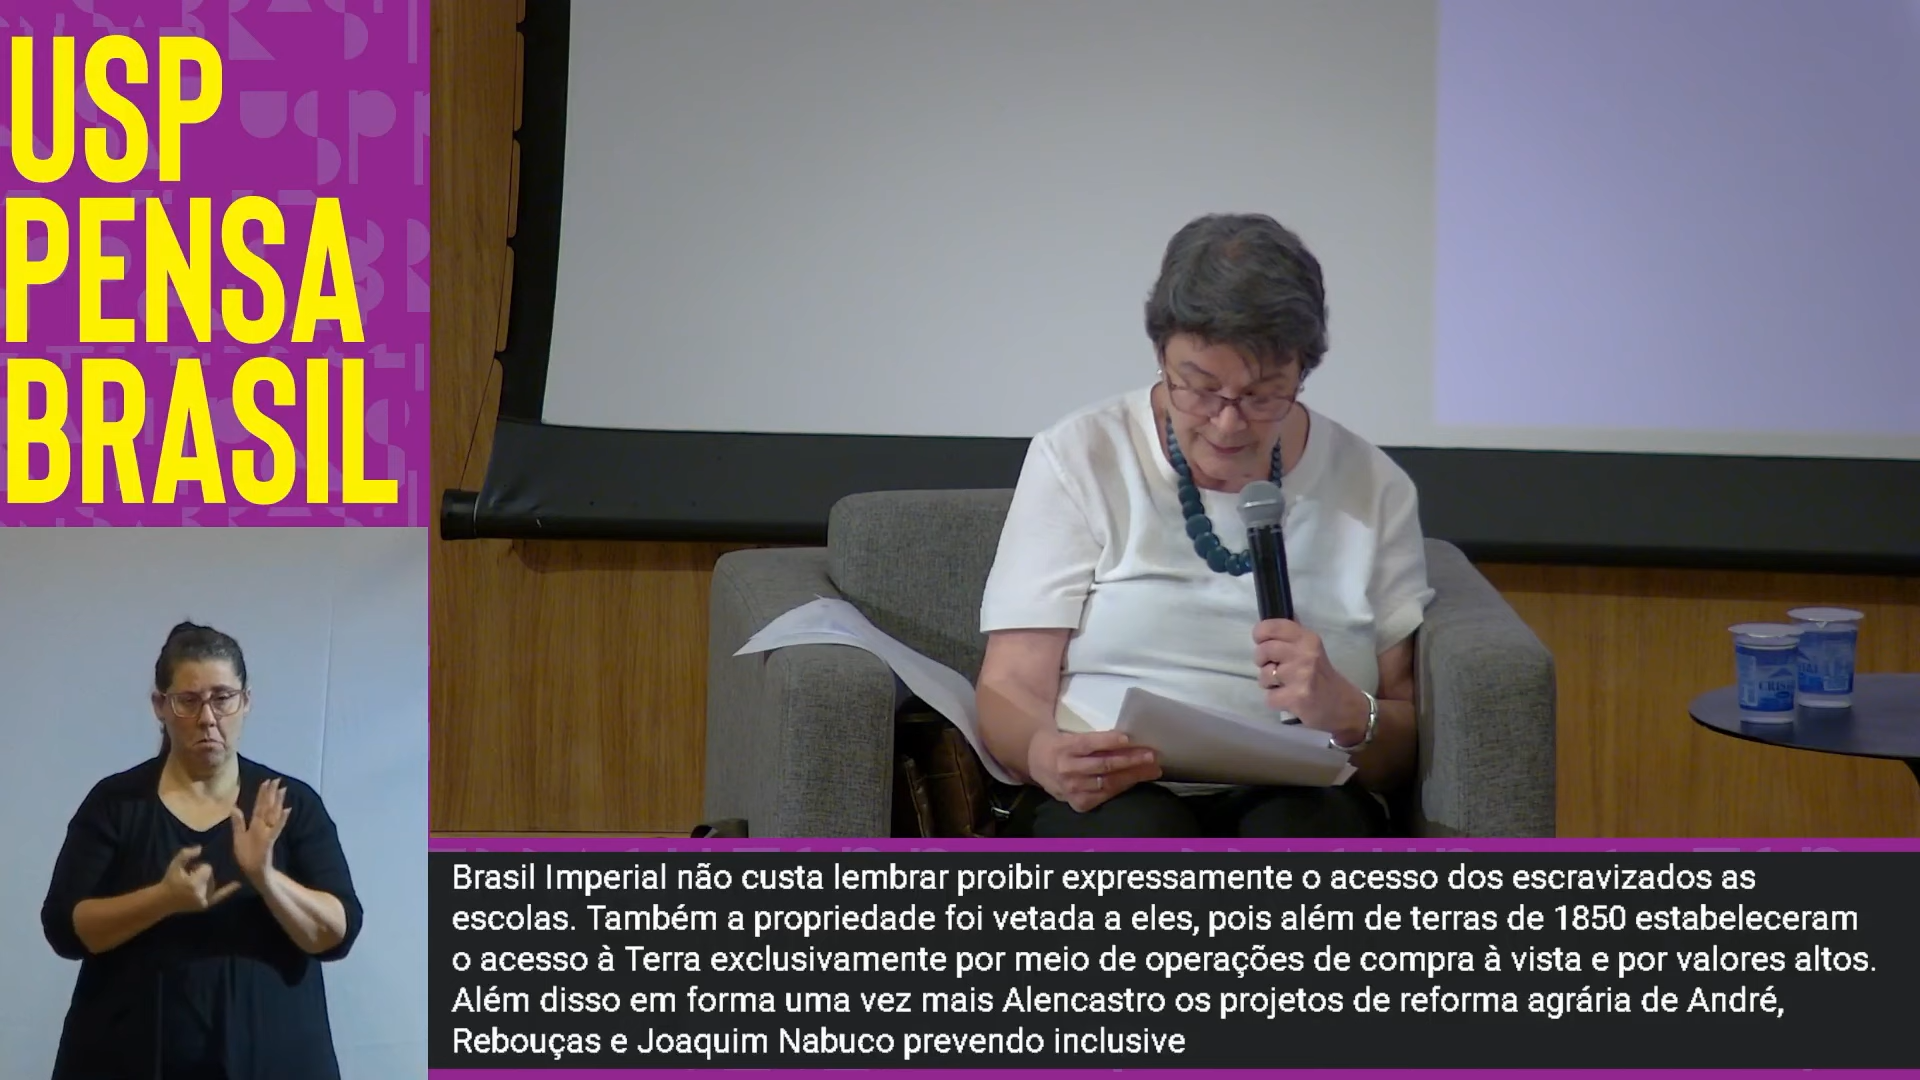 USP
PENSA
BRASIL
Brasil Imperial não custa lembrar proibir expressamente o acesso dos escravizados as
escolas. Também a propriedade foi vetada a eles, pois além de terras de 1850 estabeleceram
o acesso à Terra exclusivamente por meio de operações de compra à vista e por valores altos.
Além disso em forma uma vez mais Alencastro os projetos de reforma agrária de André,
Rebouças e Joaquim Nabuco prevendo inclusive